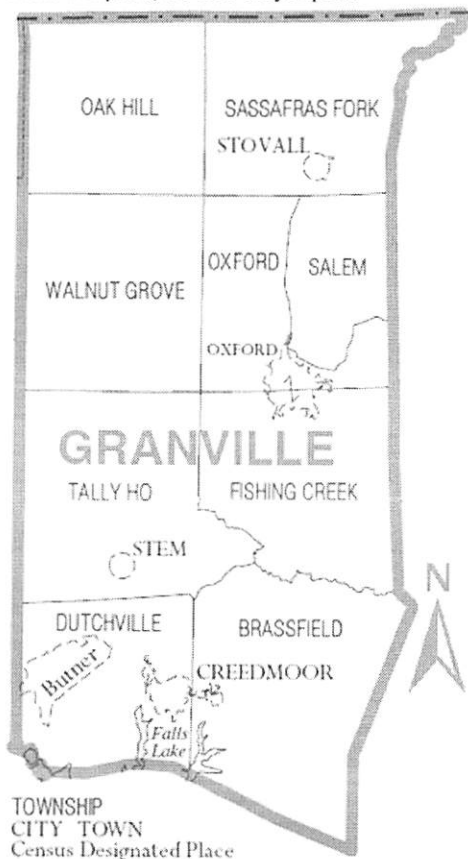 OAK HILL
SASSAFRAS FORK
STOVALL
WALNUT GROVE
OXFORD
SALEM
OXFORD
GRANVILLE
TALLY HO
FISHING CREEK
STEM
N
DUTCHVILLE
BRASSFIELD
Butner
CREEDMOOR
Falls
Lake
TOWNSHIP
CITY TOWN
Census Designated Place